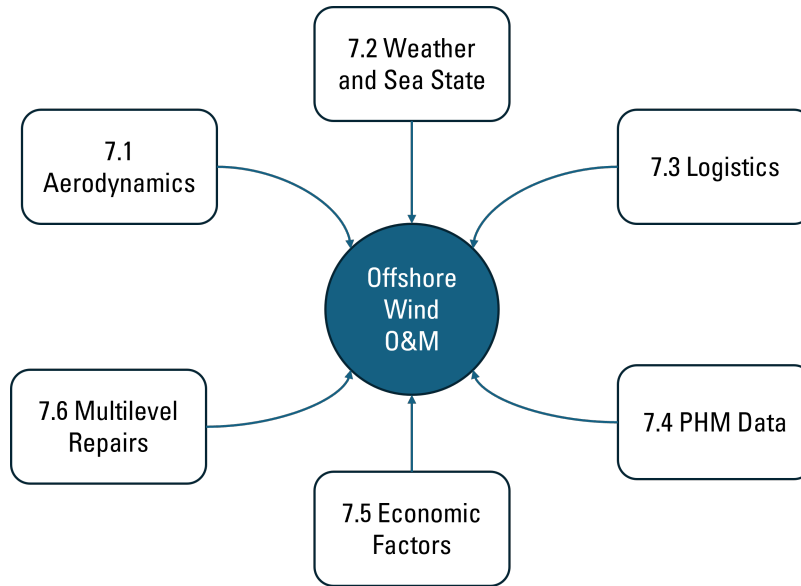 7.2 Weather
and Sea State
7.1
Aerodynamics
7.3 Logistics
Offshore
Wind
O&M
7.6 Multilevel
Repairs
7.4 PHM Data
7.5 Economic
Factors